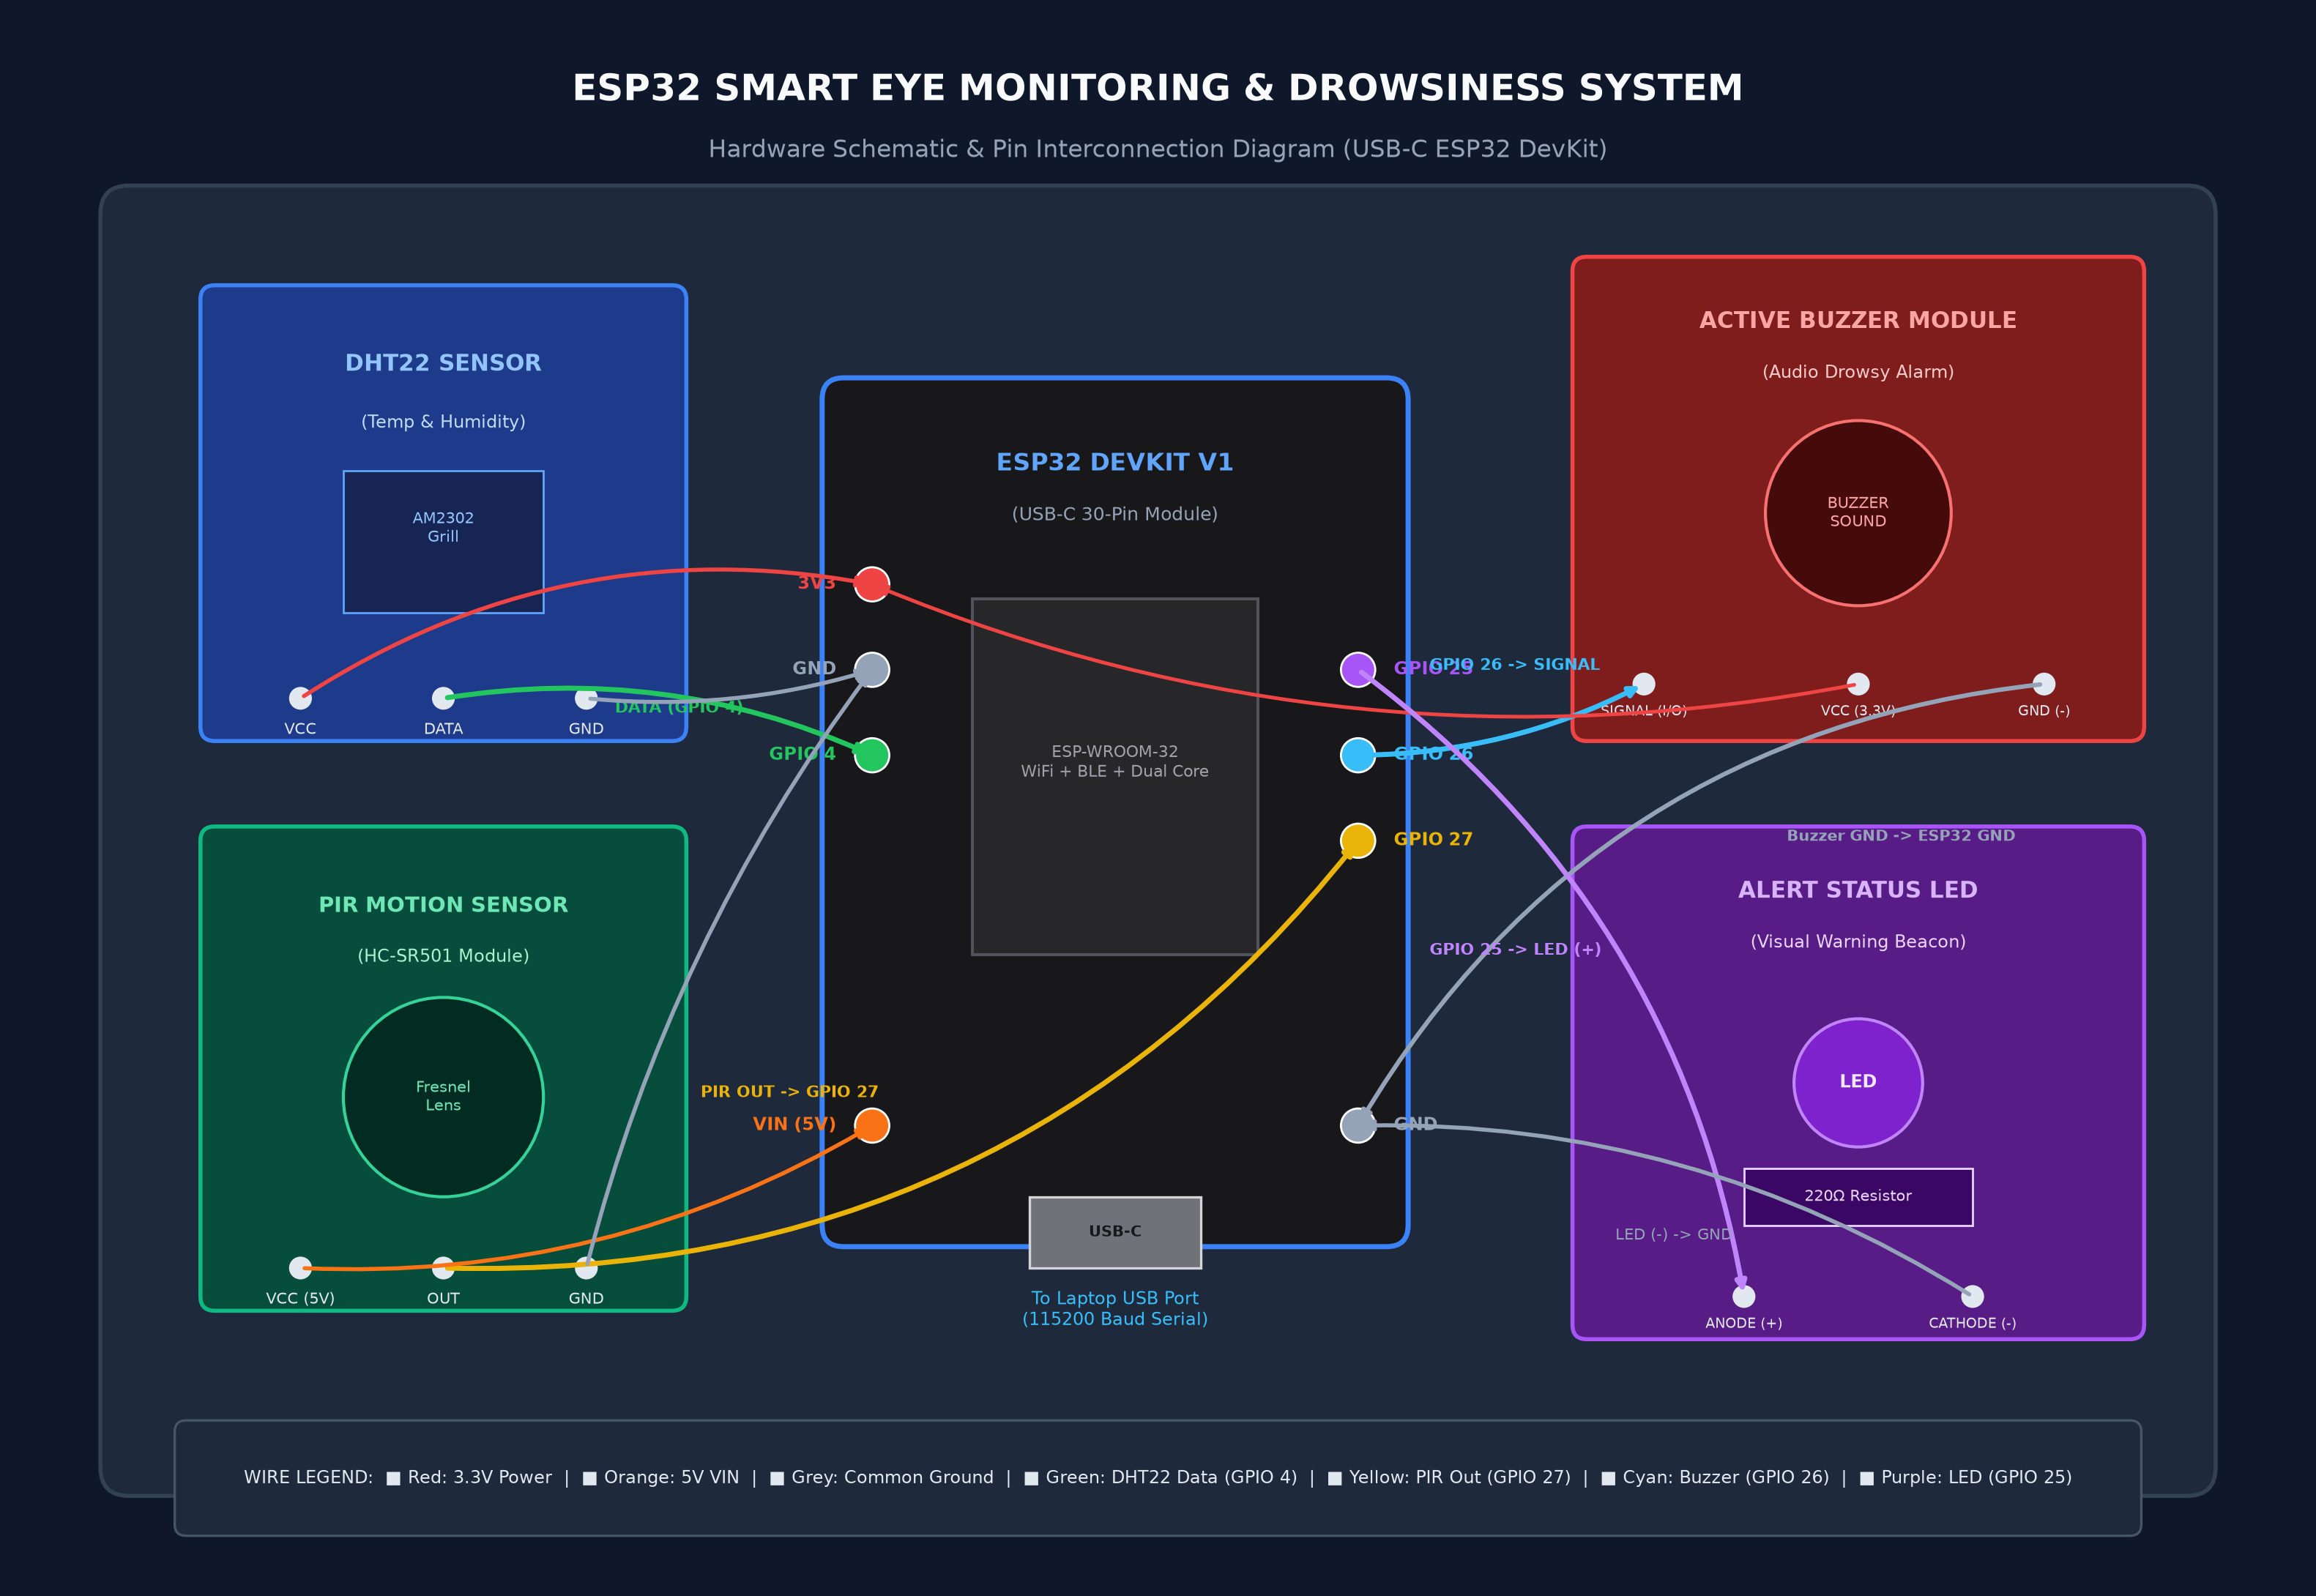 ESP32 SMART EYE MONITORING & DROWSINESS SYSTEM
Hardware Schematic & Pin Interconnection Diagram (USB-C ESP32 DevKit)
DHT22 SENSOR
(Temp & Humidity)
AM2302
Grill
VCC
DATA
GND
DATA (GPIO 4)
PIR MOTION SENSOR
(HC-SR501 Module)
Fresnel
Lens
VCC (5V)
OUT
GND
PIR OUT -> GPIO 27
ESP32 DEVKIT V1
(USB-C 30-Pin Module)
3V3
GND
GPIO 4
VIN (5V)
ESP-WROOM-32
WiFi + BLE + Dual Core
GPIO 25
GPIO 26
GPIO 27
GND
USB-C
To Laptop USB Port
(115200 Baud Serial)
GPIO 26 -> SIGNAL
ACTIVE BUZZER MODULE
(Audio Drowsy Alarm)
BUZZER
SOUND
SIGNAL (I/O)
VCC (3.3V)
GND (-)
Buzzer GND -> ESP32 GND
ALERT STATUS LED
(Visual Warning Beacon)
GPIO 25 -> LED (+)
LED
220Ω Resistor
LED (-) -> GND
ANODE (+)
CATHODE (-)
WIRE LEGEND: ■ Red: 3.3V Power | ■ Orange: 5V VIN | ■ Grey: Common Ground | ■ Green: DHT22 Data (GPIO 4) | ■ Yellow: PIR Out (GPIO 27) | ■ Cyan: Buzzer (GPIO 26) | ■ Purple: LED (GPIO 25)